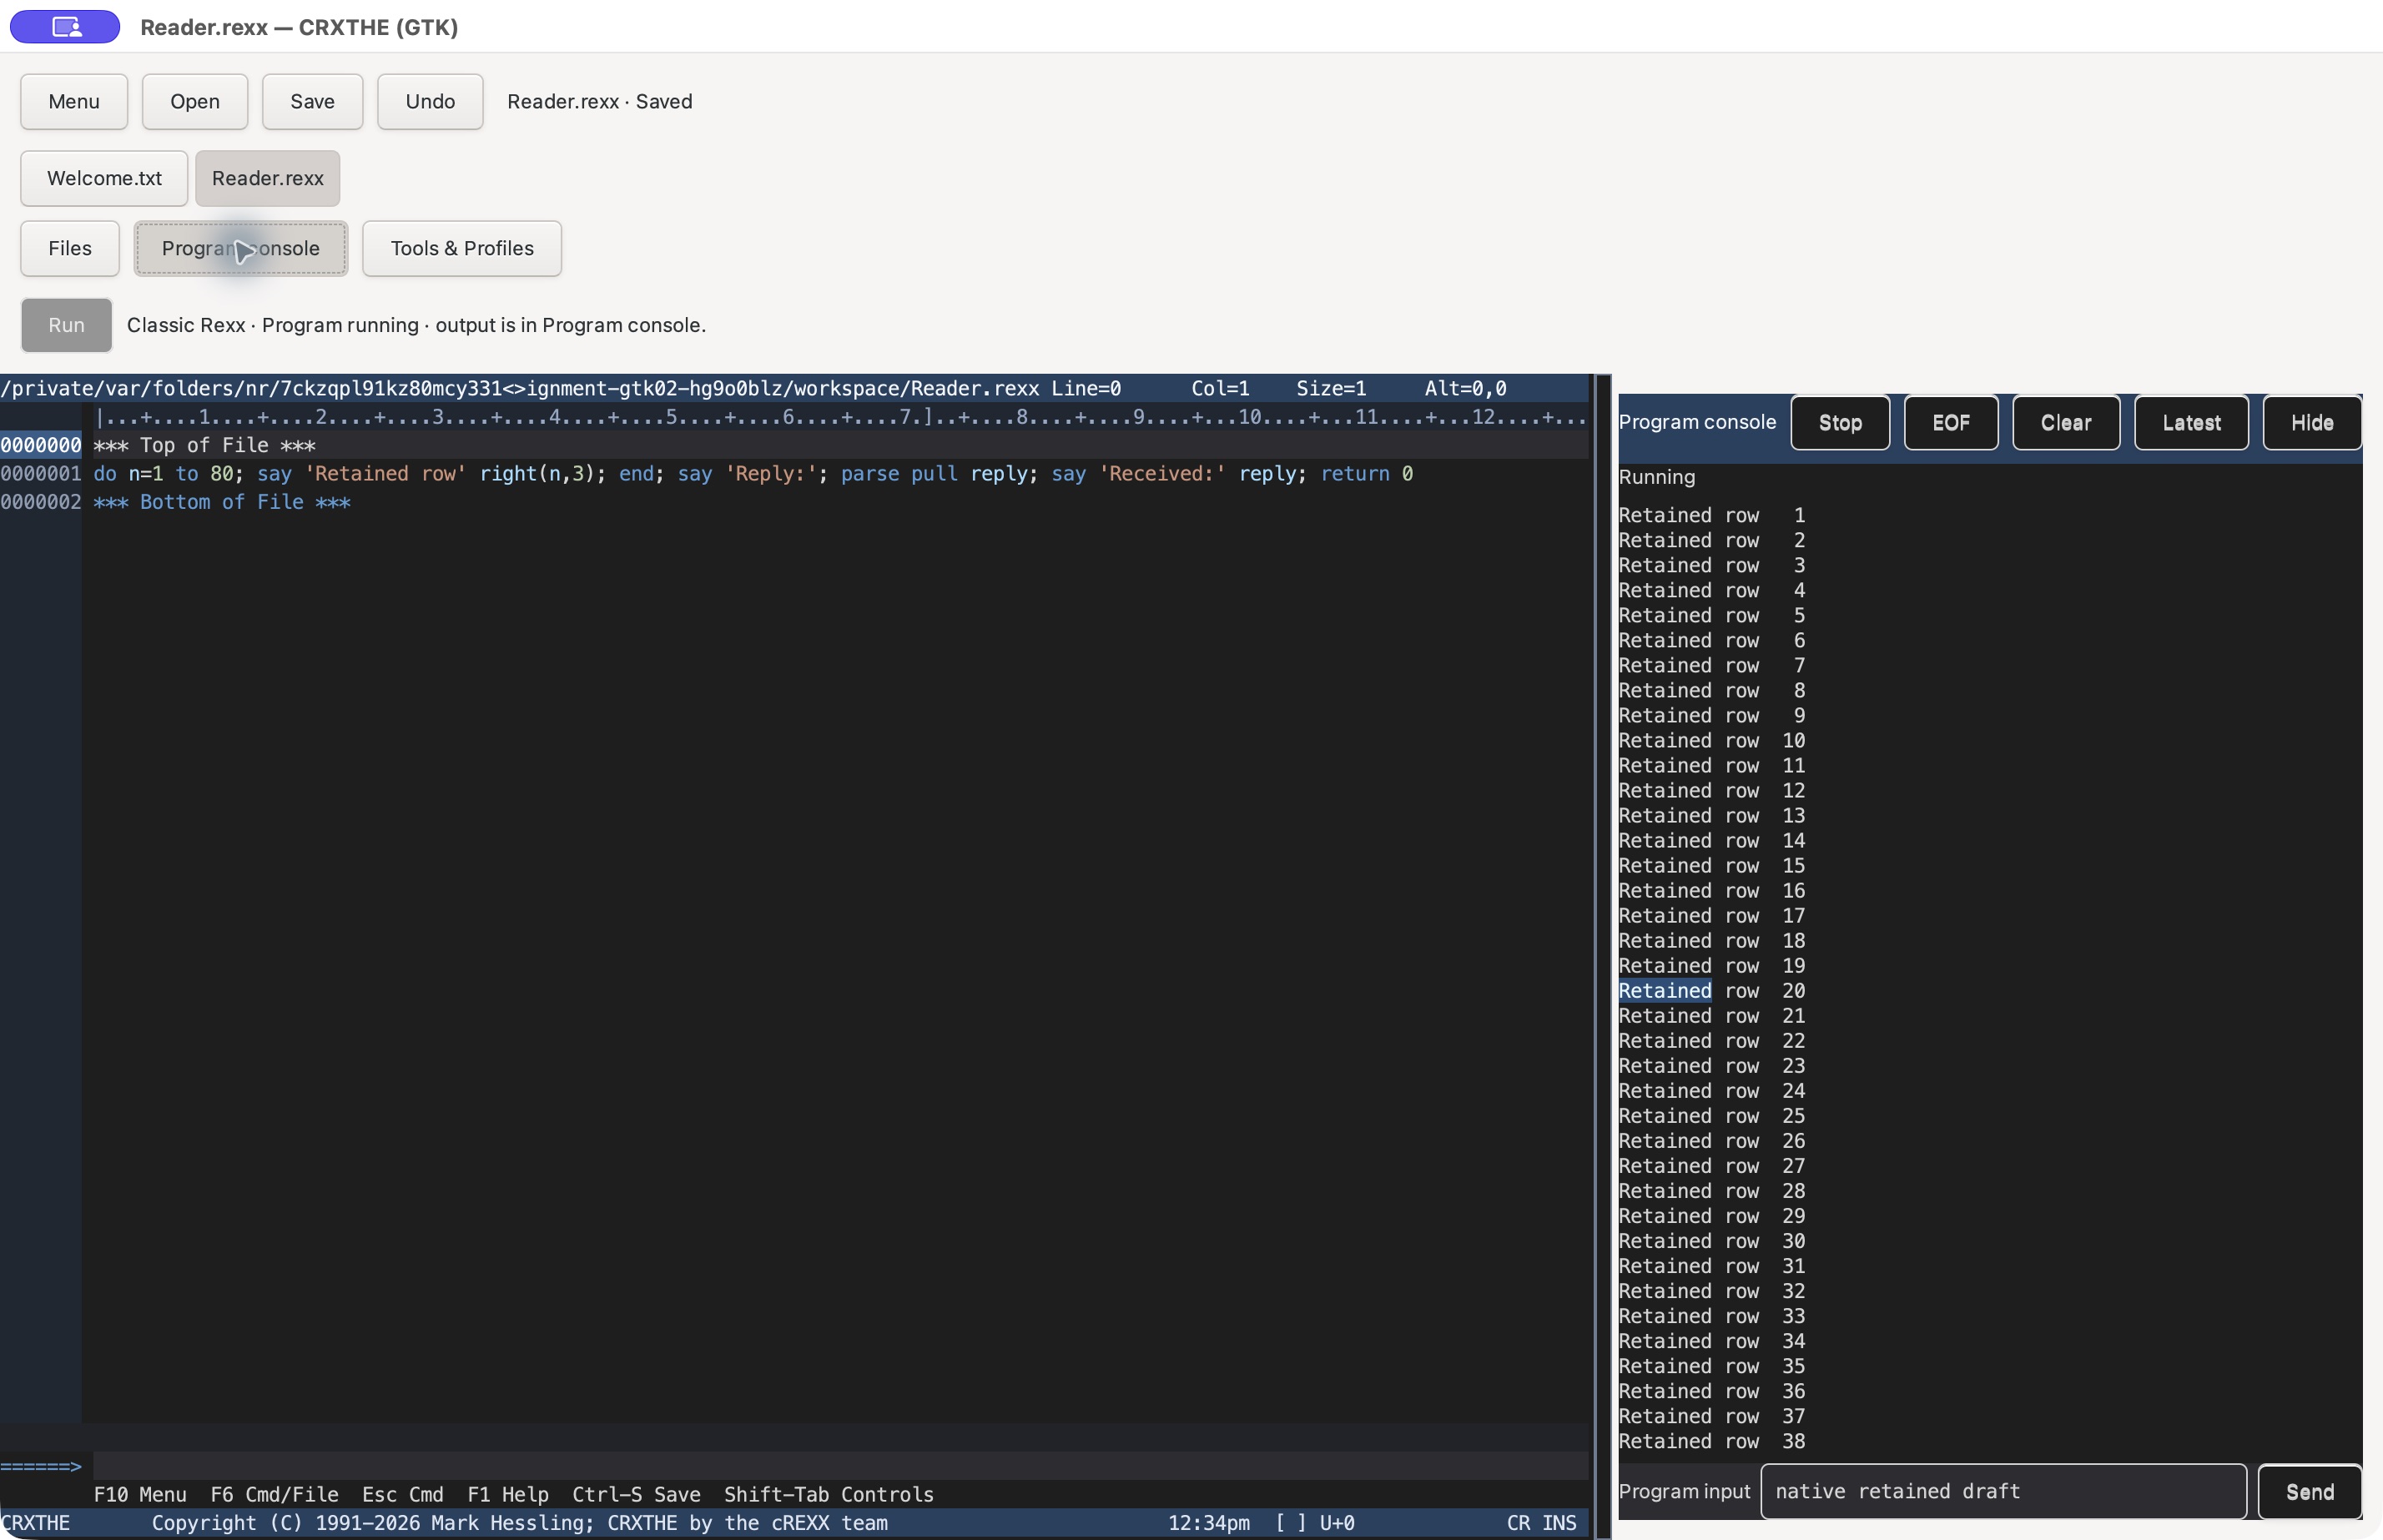 Reader.rexx — CRXTHE (GTK)
Menu Open Save Undo Reader.rexx · Saved
Welcome.txt Reader.rexx
Files Program console Tools & Profiles
Run Classic Rexx · Program running · output is in Program console.
/private/var/folders/nr/7ckzqpl91kz80mcy331<>ignment-gtk02-hg9o0blz/workspace/Reader.rexx Line=0 Col=1 Size=1 Alt=0,0
|...+....1....+....2....+....3....+....4....+....5....+....6....+....7.]..+....8....+....9....+...10....+...11....+...12....+...
0000000 *** Top of File ***
0000001 do n=1 to 80; say 'Retained row' right(n,3); end; say 'Reply:'; parse pull reply; say 'Received:' reply; return 0
0000002 *** Bottom of File ***
======>
F10 Menu F6 Cmd/File Esc Cmd F1 Help Ctrl-S Save Shift-Tab Controls
CRXTHE Copyright (C) 1991-2026 Mark Hessling; CRXTHE by the cREXX team 12:34pm [ ] U+0 CR INS
Program console Stop EOF Clear Latest Hide
Running
Retained row 1
Retained row 2
Retained row 3
Retained row 4
Retained row 5
Retained row 6
Retained row 7
Retained row 8
Retained row 9
Retained row 10
Retained row 11
Retained row 12
Retained row 13
Retained row 14
Retained row 15
Retained row 16
Retained row 17
Retained row 18
Retained row 19
Retained row 20
Retained row 21
Retained row 22
Retained row 23
Retained row 24
Retained row 25
Retained row 26
Retained row 27
Retained row 28
Retained row 29
Retained row 30
Retained row 31
Retained row 32
Retained row 33
Retained row 34
Retained row 35
Retained row 36
Retained row 37
Retained row 38
Program input native retained draft Send